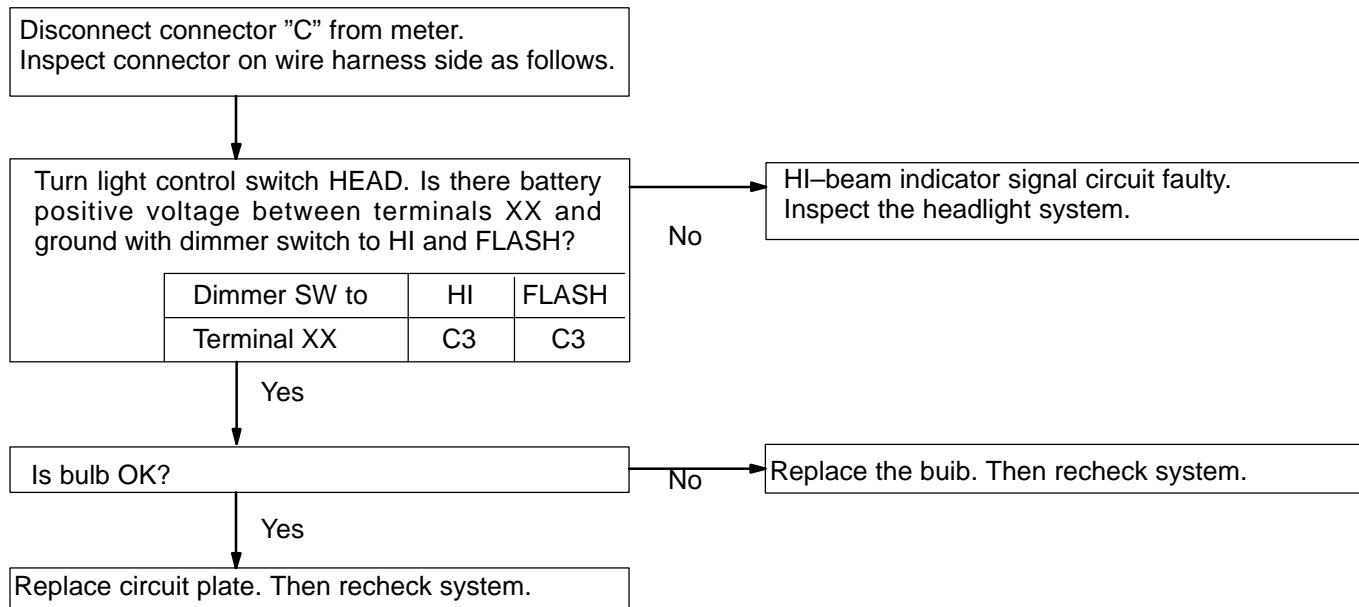 Disconnect connector ”C” from meter.
Inspect connector on wire harness side as follows.
Turn light control switch HEAD. Is there battery
positive voltage between terminals XX and
ground with dimmer switch to HI and FLASH?
Dimmer SW to HI FLASH
Terminal XX C3 C3
No
HI–beam indicator signal circuit faulty.
Inspect the headlight system.
Yes
Is bulb OK?
No
Replace the buib. Then recheck system.
Yes
Replace circuit plate. Then recheck system.